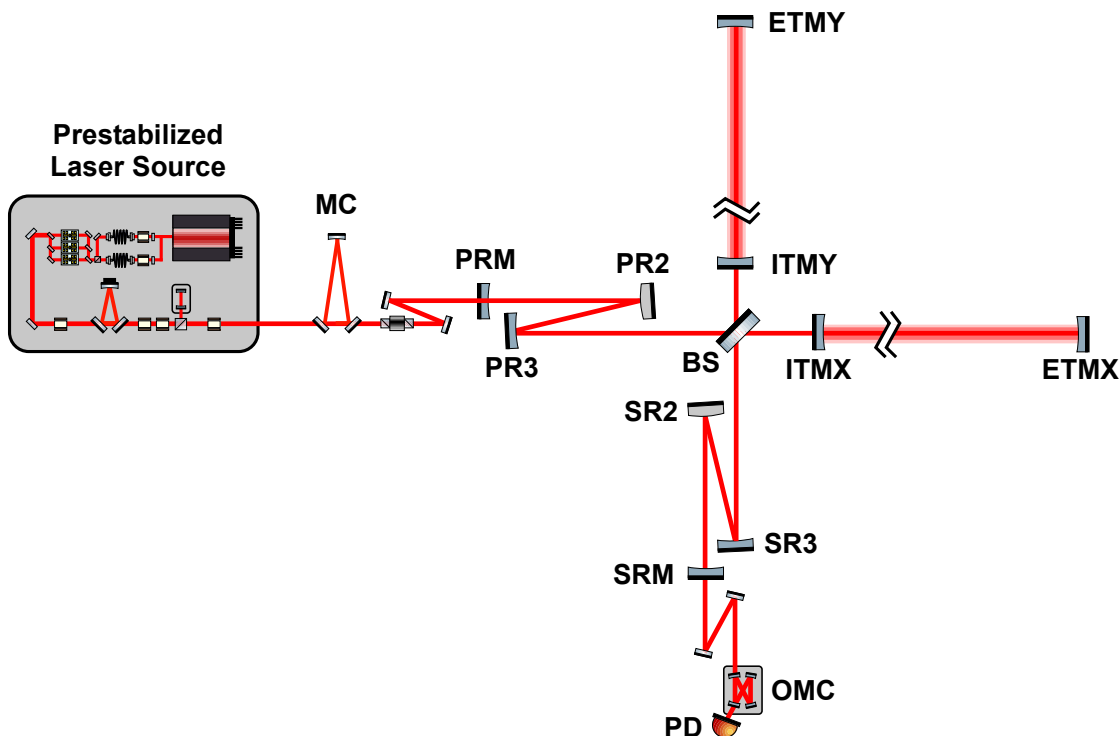 ETMY
Prestabilized
Laser Source
MC
PRM
PR2
ITMY
PR3
BS
ITMX
ETMX
SR2
SR3
SRM
OMC
PD